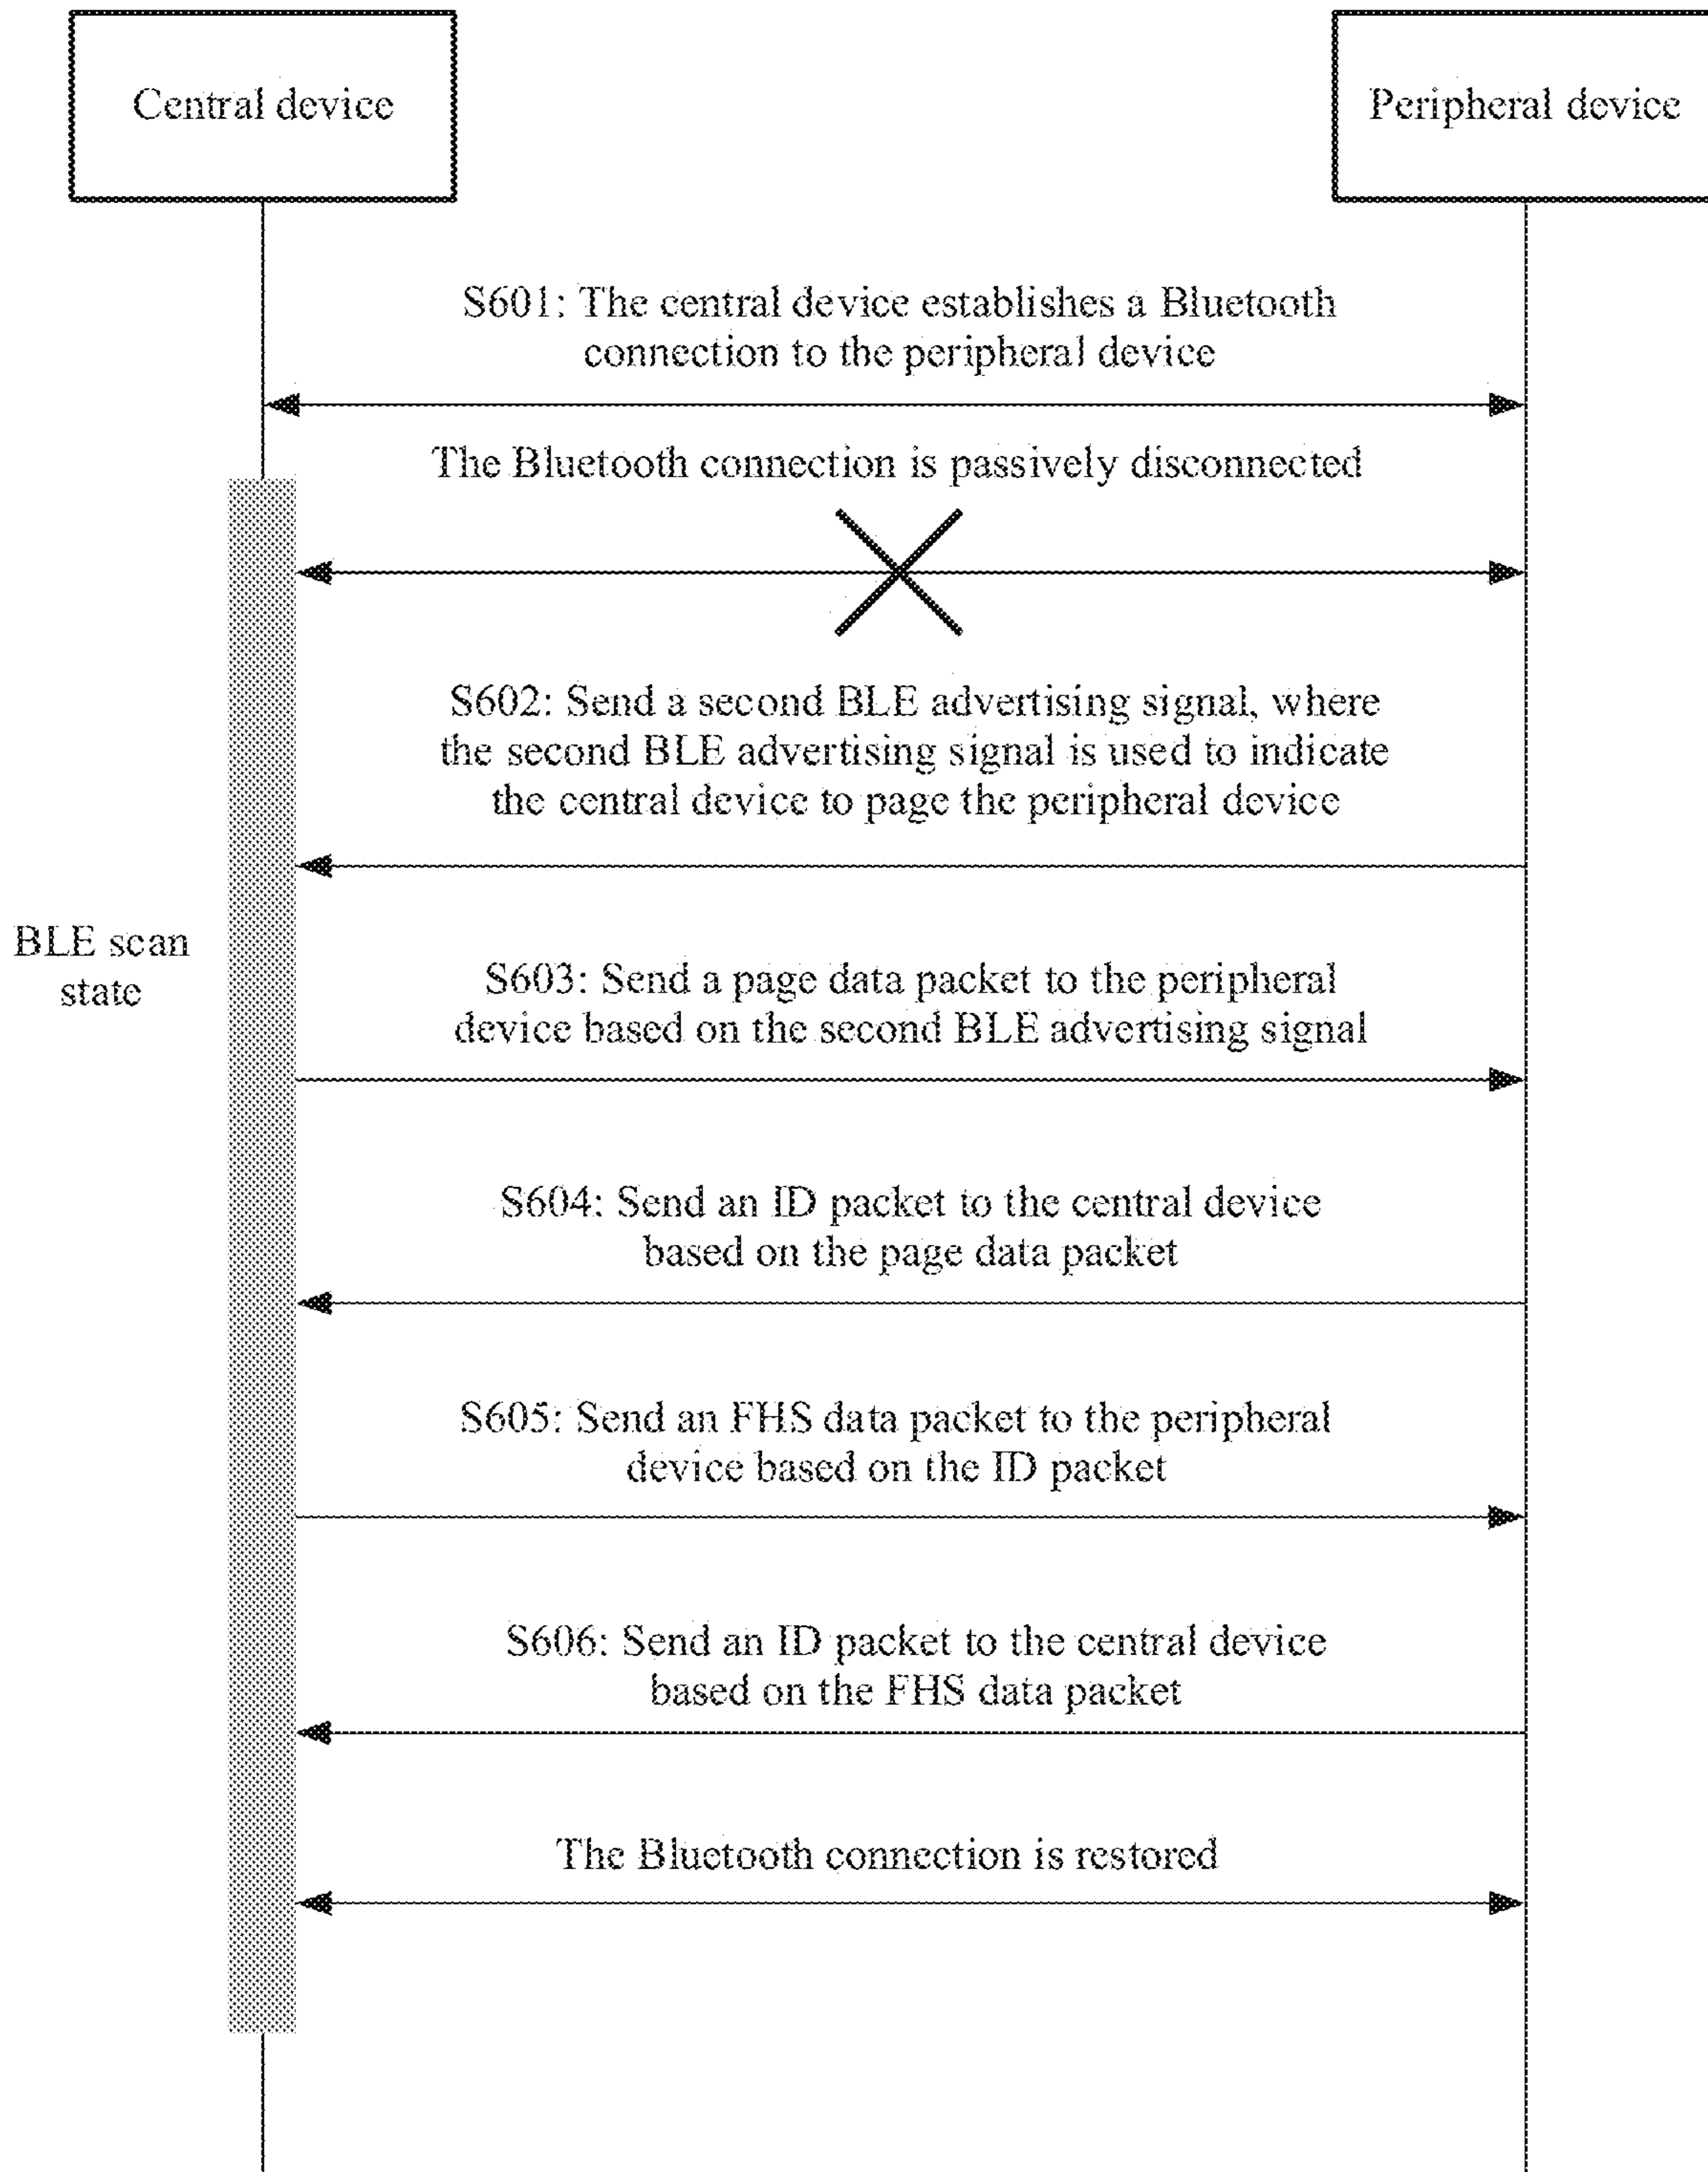 Central device
Peripheral device
S601: The central device establishes a Bluetooth
connection to the peripheral device
The Bluetooth connection is passively disconnected
S602: Send a second BLE advertising signal, where
the second BLE advertising signal is used to indicate
the central device to page the peripheral device
BLE scan
state
S603: Send a page data packet to the peripheral
device based on the second BLE advertising signal
S604: Send an ID packet to the central device
based on the page data packet
S605: Send an FHS data packet to the peripheral
device based on the ID packet
S606: Send an ID packet to the central device
based on the FHS data packet
The Bluetooth connection is restored